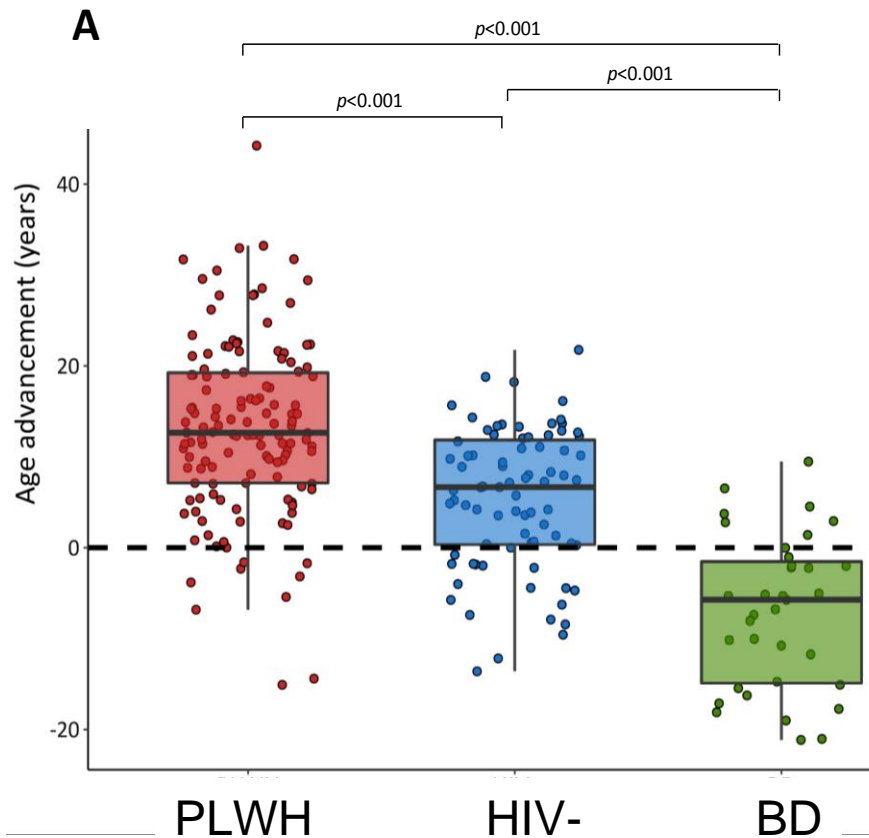 A
p<0.001
p<0.001
p<0.001
Age advancement (years)
40
20
0
-20
PLWH HIV- BD